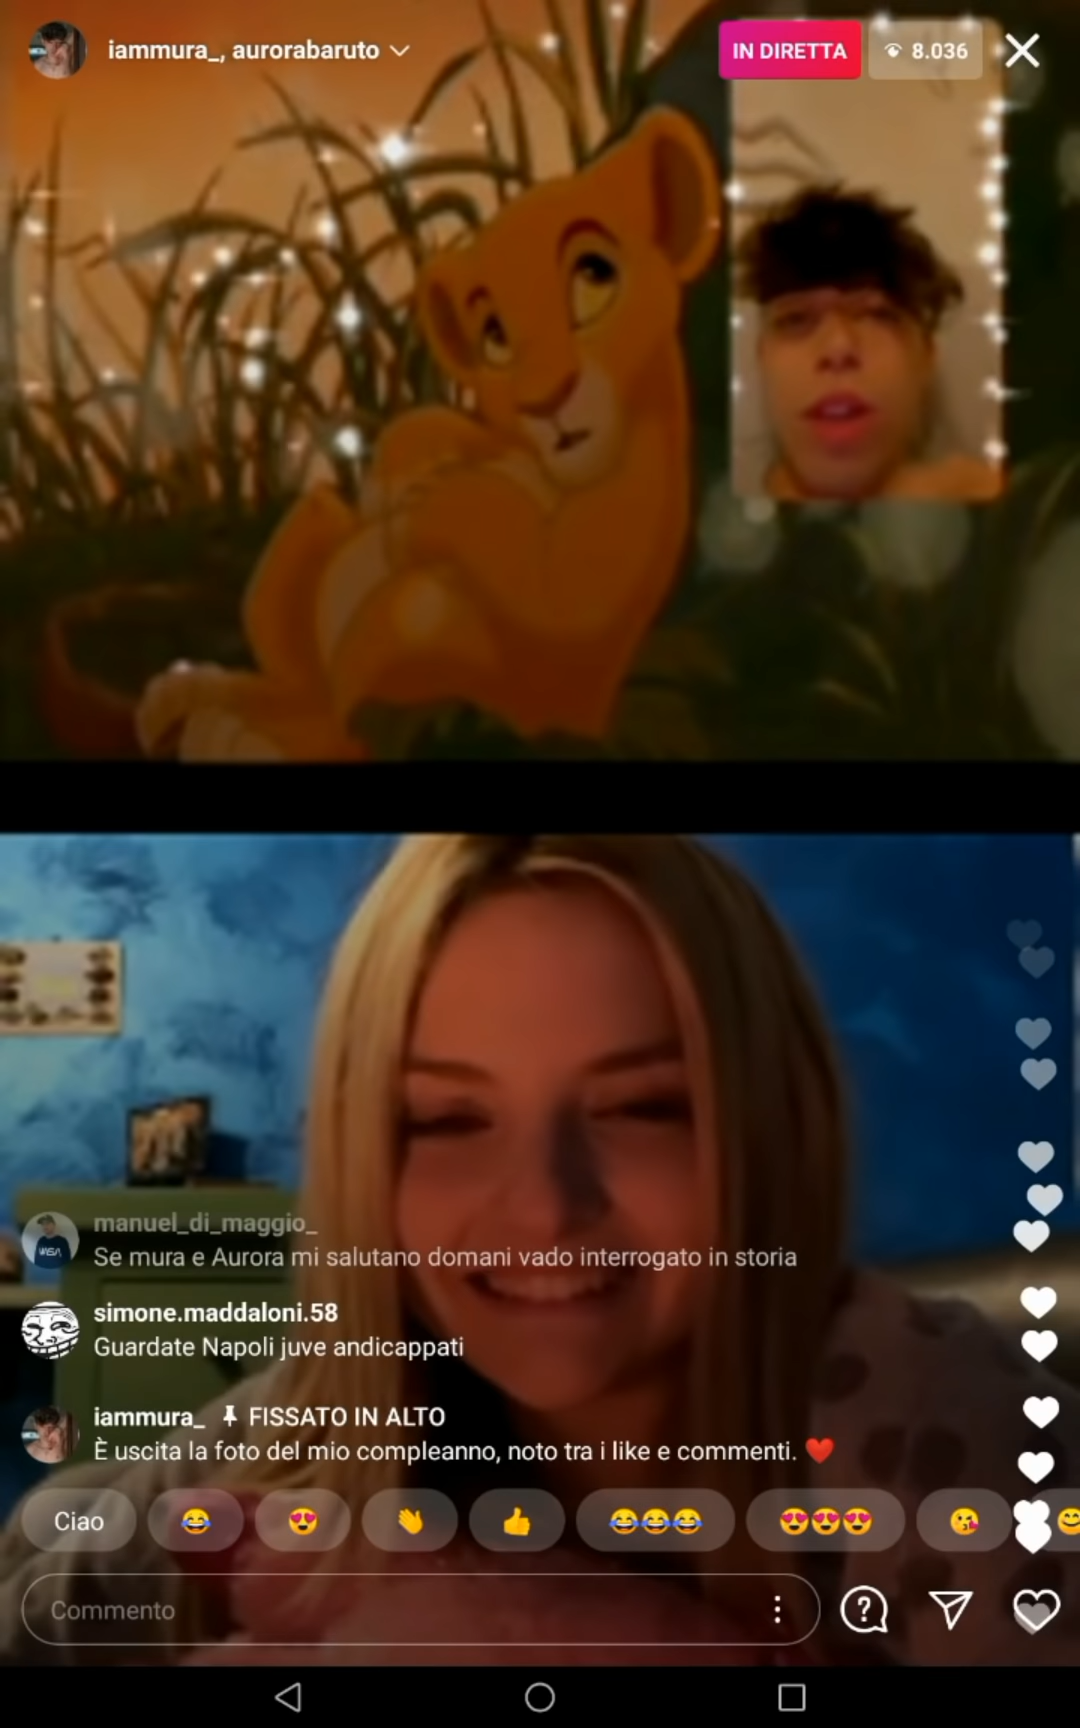 iammura_, aurorabaruto
IN DIRETTA
8.036
manuel_di_maggio_
Se mura e Aurora mi salutano domani vado interrogato in storia
simone.maddaloni.58
Guardate Napoli juve andicappati
iammura_ FISSATO IN ALTO
È uscita la foto del mio compleanno, noto tra i like e commenti. ❤️
Ciao 😂 😍 👋 👍 😂😂😂 😍😍😍 😘 😊
Commento